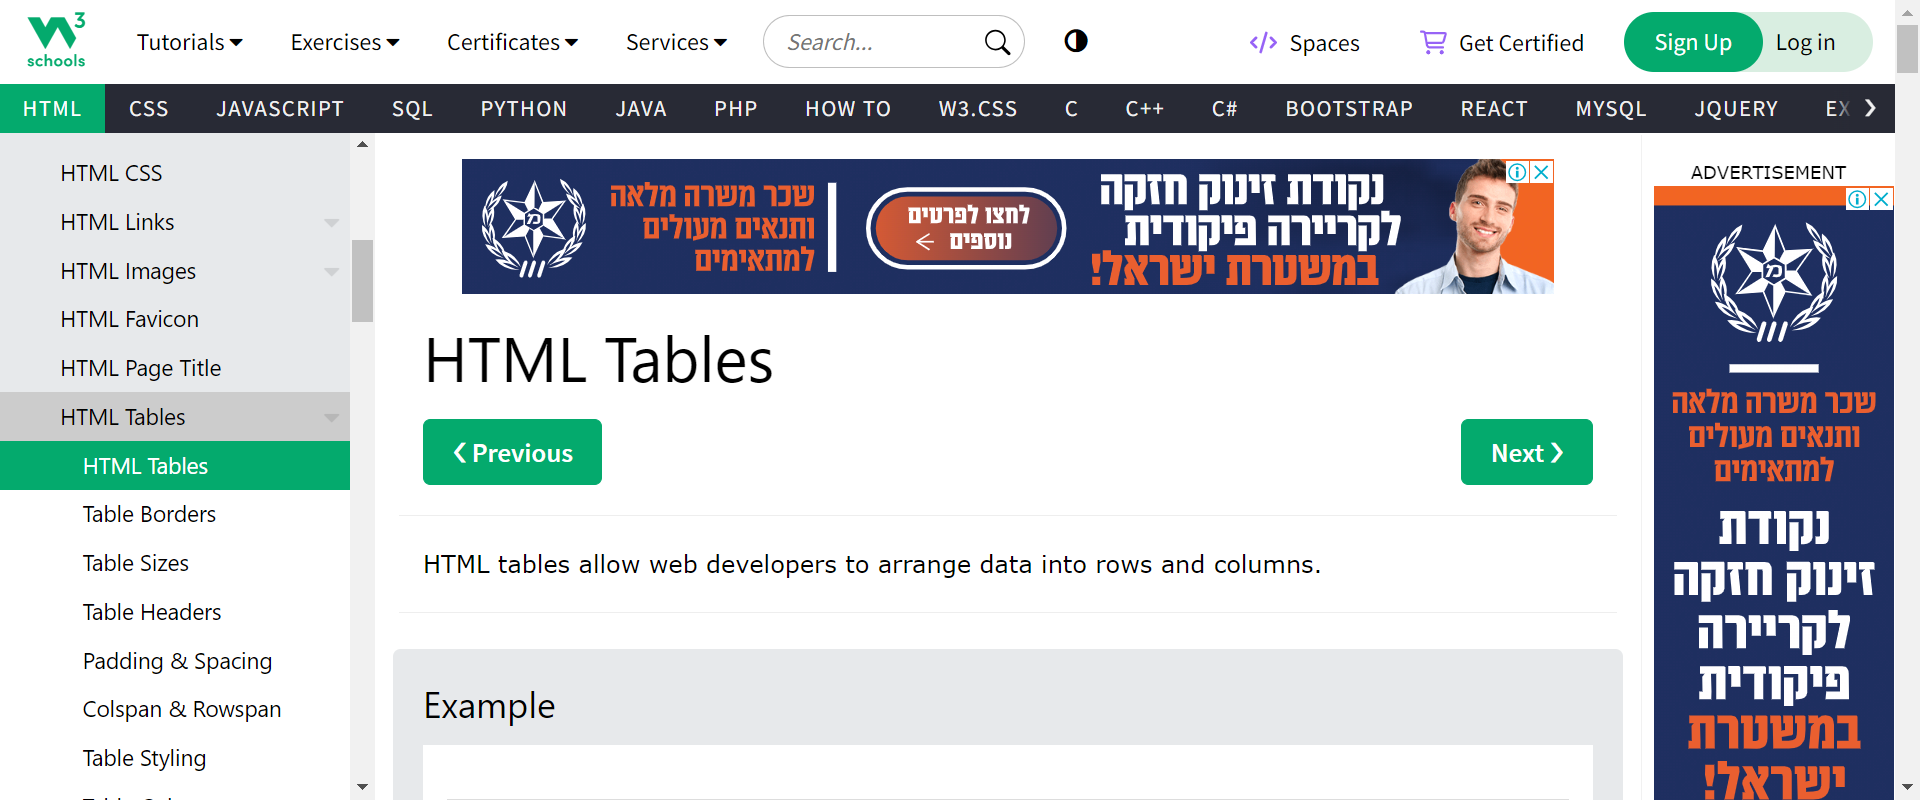 W3 schools
Tutorials Exercises Certificates Services Search... Spaces Get Certified Sign Up Log in
HTML CSS JAVASCRIPT SQL PYTHON JAVA PHP HOW TO W3.CSS C C++ C# BOOTSTRAP REACT MYSQL JQUERY EX ❯
HTML CSS
HTML Links
HTML Images
HTML Favicon
HTML Page Title
HTML Tables
HTML Tables
Table Borders
Table Sizes
Table Headers
Padding & Spacing
Colspan & Rowspan
Table Styling
נקודת זינוק חזקה
לקריירה פיקודית
במשטרת ישראל!
לחצו לפרטים
נוספים
שכר משרה מלאה
ותנאים מעולים
למתאימים
HTML Tables
❮ Previous
Next ❯
HTML tables allow web developers to arrange data into rows and columns.
Example
ADVERTISEMENT
שכר משרה מלאה
ותנאים מעולים
למתאימים
נקודת
זינוק חזקה
לקריירה
פיקודית
במשטרת
ישראל!